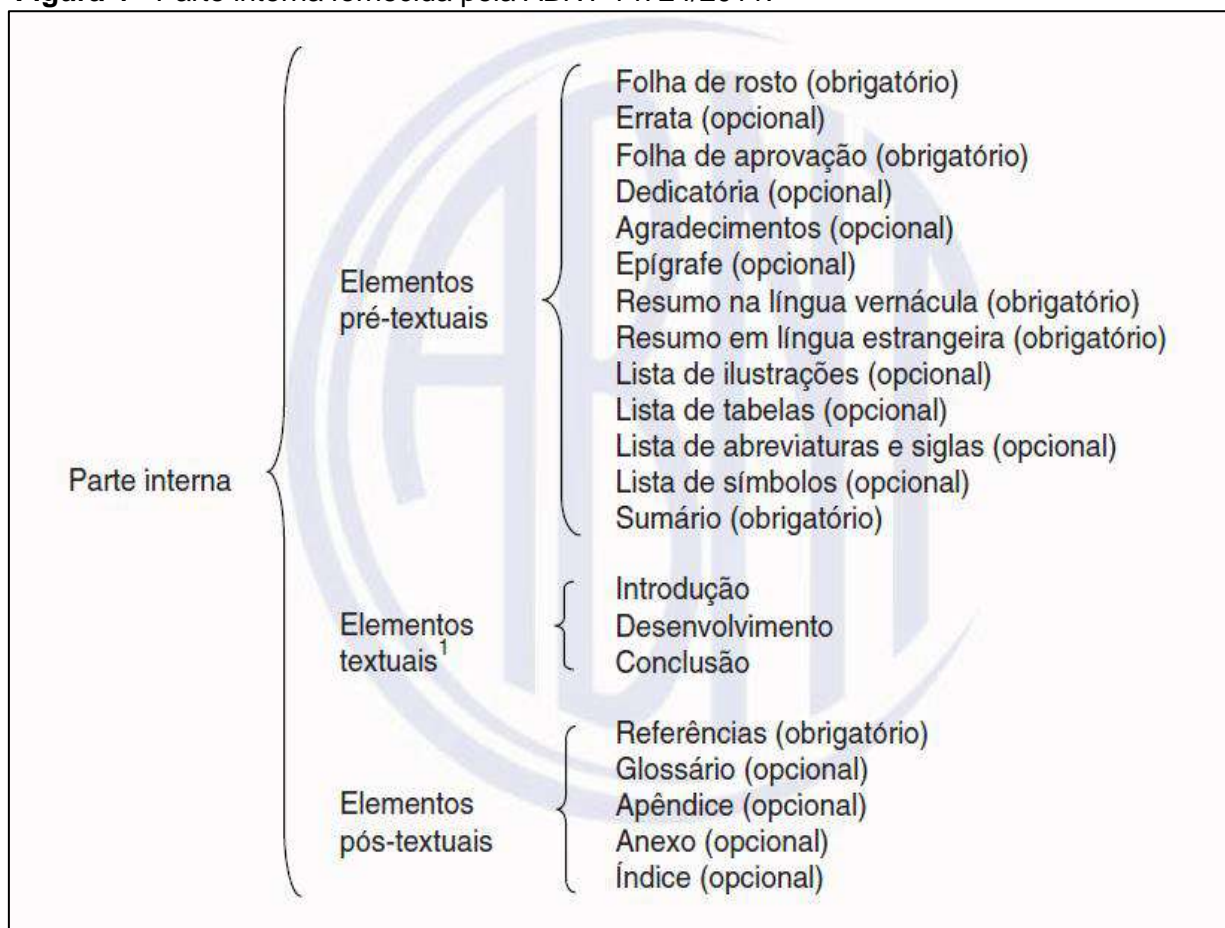 Folha de rosto (obrigatório)
Errata (opcional)
Folha de aprovação (obrigatório)
Dedicatória (opcional)
Agradecimentos (opcional)
Epígrafe (opcional)
Elementos
pré-textuais
Resumo na língua vernácula (obrigatório)
Resumo em língua estrangeira (obrigatório)
Lista de ilustrações (opcional)
Lista de tabelas (opcional)
Lista de abreviaturas e siglas (opcional)
Lista de símbolos (opcional)
Sumário (obrigatório)
Parte interna
Elementos
textuais1
Introdução
Desenvolvimento
Conclusão
Elementos
pós-textuais
Referências (obrigatório)
Glossário (opcional)
Apêndice (opcional)
Anexo (opcional)
Índice (opcional)
ABNT